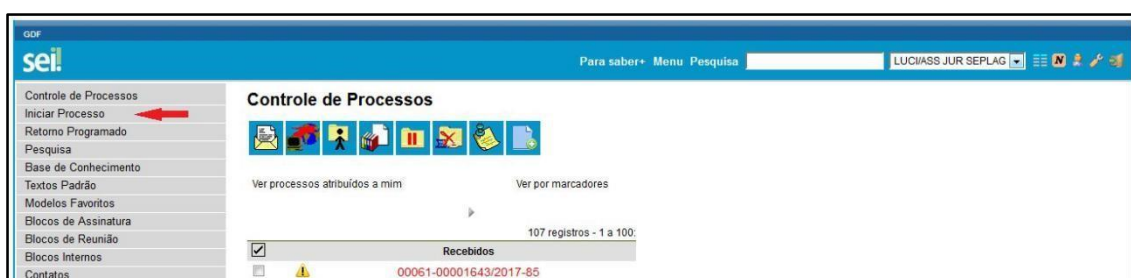 GDF
sei!
Para saber+ Menu Pesquisa LUCI/ASS JUR SEPLAG N
Controle de Processos
Iniciar Processo
Retorno Programado
Pesquisa
Base de Conhecimento
Textos Padrão
Modelos Favoritos
Blocos de Assinatura
Blocos de Reunião
Blocos Internos
Contatos
Controle de Processos
Ver processos atribuídos a mim Ver por marcadores
107 registros - 1 a 100:
Recebidos
00061-00001643/2017-85